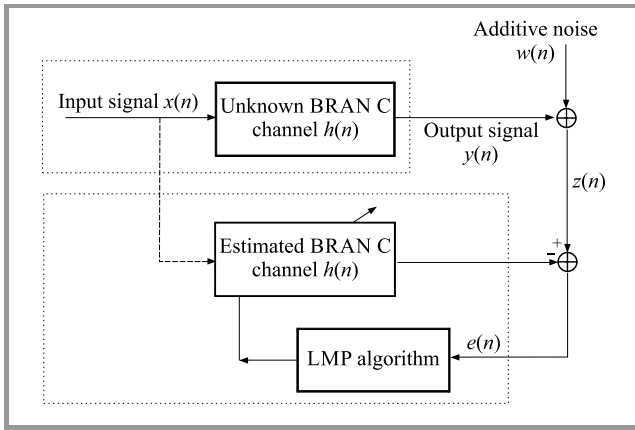 Additive noise
w(n)
Input signal x(n)
Unknown BRAN C
channel h(n)
Output signal
y(n)
z(n)
+
-
Estimated BRAN C
channel h(n)
e(n)
LMP algorithm